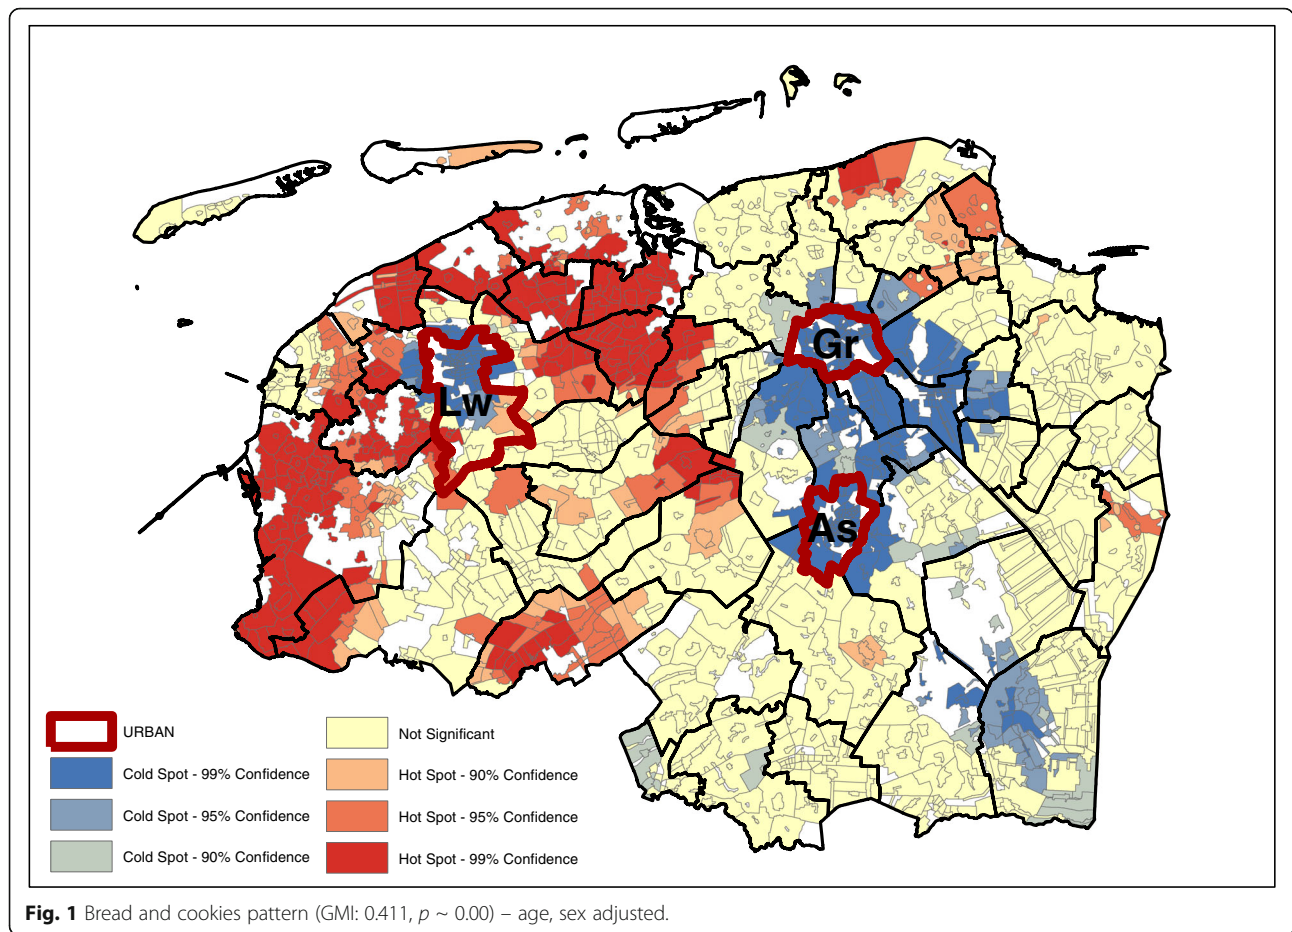 Gr
Lw
As
URBAN
Cold Spot - 99% Confidence
Cold Spot - 95% Confidence
Cold Spot - 90% Confidence
Not Significant
Hot Spot - 90% Confidence
Hot Spot - 95% Confidence
Hot Spot - 99% Confidence
Fig. 1 Bread and cookies pattern (GMI: 0.411, p ~ 0.00) – age, sex adjusted.